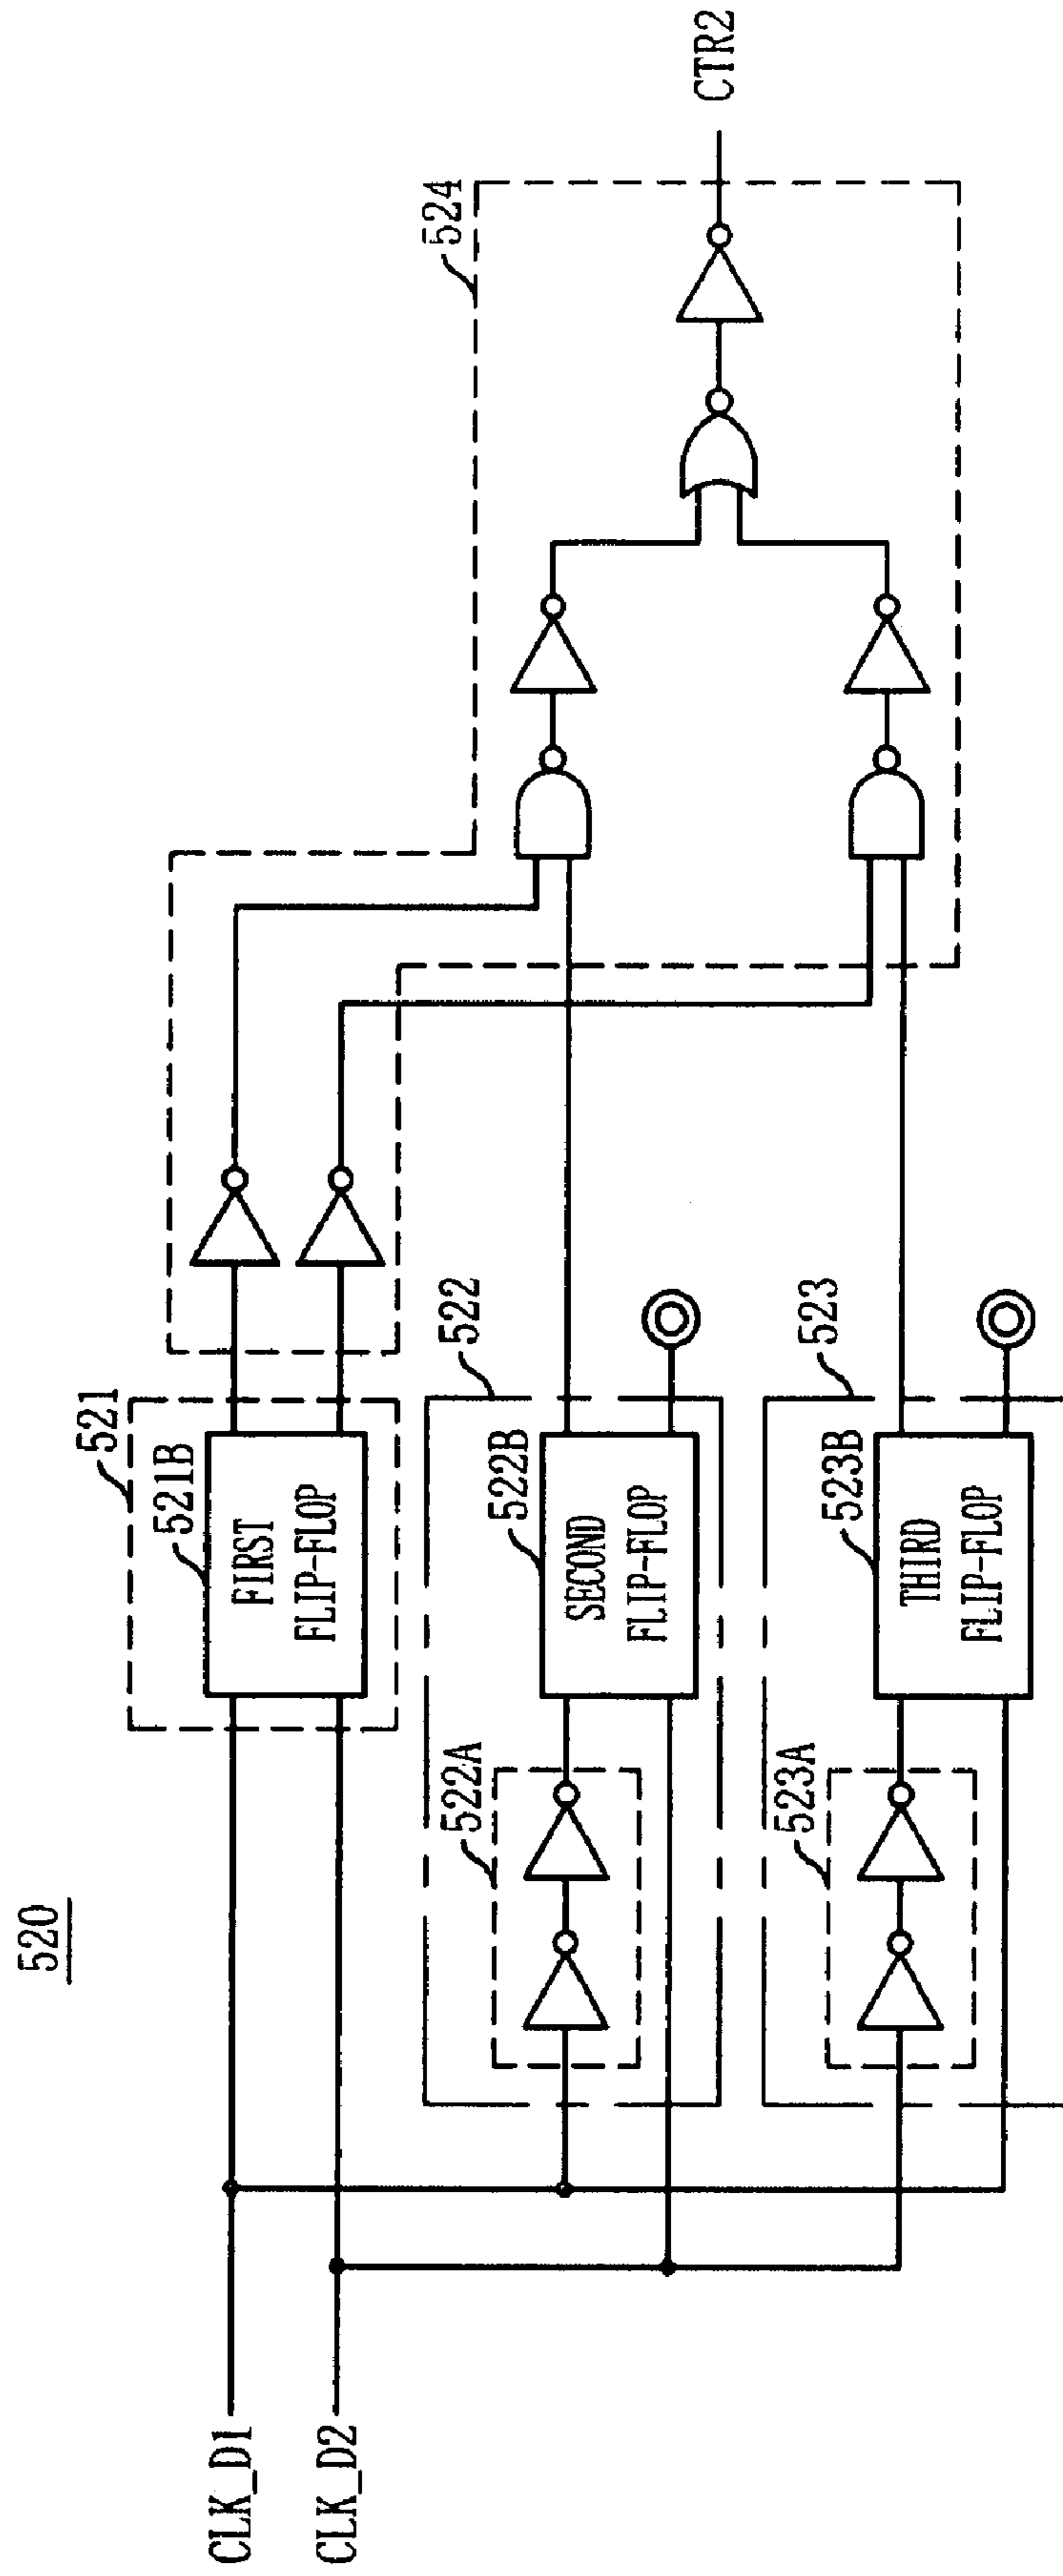 520
CLK_D1
CLK_D2
521
521B
FIRST
FLIP-FLOP
522
522A
522B
SECOND
FLIP-FLOP
523
523A
523B
THIRD
FLIP-FLOP
524
CTR2